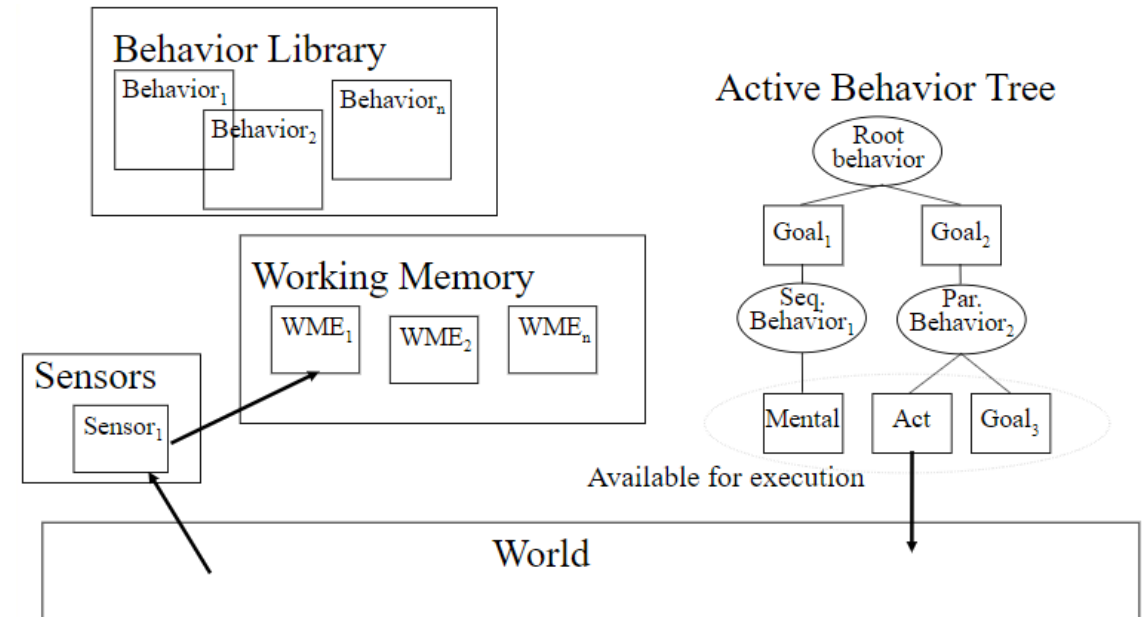 Behavior Library
Behavior₁
Behavior₂
Behaviorₙ
Working Memory
WME₁
WME₂
WMEₙ
Sensors
Sensor₁
Active Behavior Tree
Root
behavior
Goal₁
Goal₂
Seq.
Behavior₁
Par.
Behavior₂
Mental
Act
Goal₃
Available for execution
World